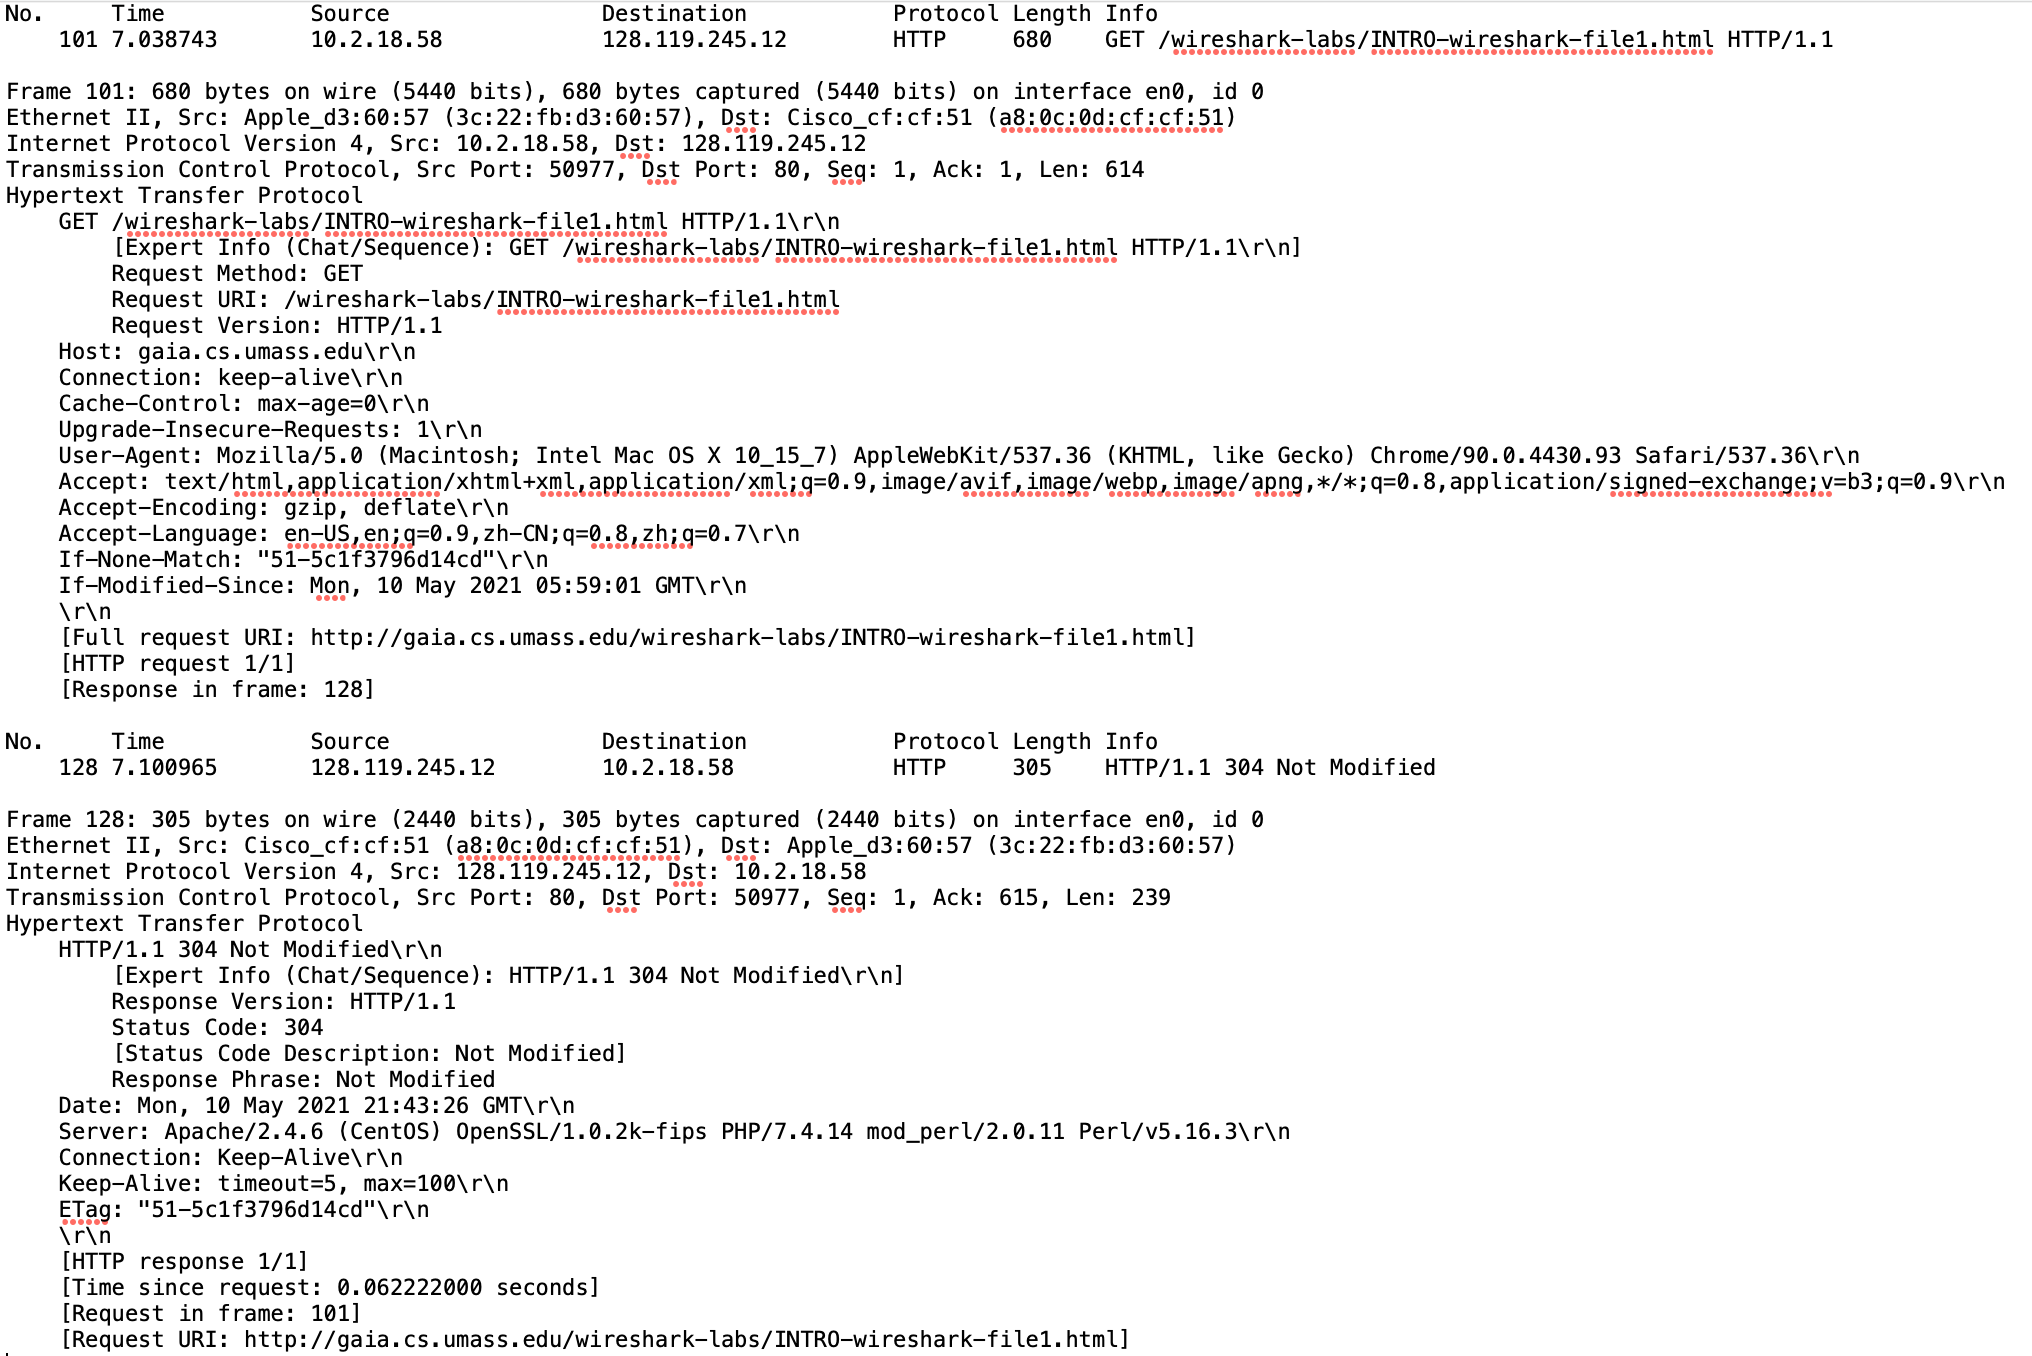 No.     Time           Source                Destination           Protocol Length Info
    101 7.038743       10.2.18.58            128.119.245.12        HTTP     680    GET /wireshark-labs/INTRO-wireshark-file1.html HTTP/1.1
Frame 101: 680 bytes on wire (5440 bits), 680 bytes captured (5440 bits) on interface en0, id 0
Ethernet II, Src: Apple_d3:60:57 (3c:22:fb:d3:60:57), Dst: Cisco_cf:cf:51 (a8:0c:0d:cf:cf:51)
Internet Protocol Version 4, Src: 10.2.18.58, Dst: 128.119.245.12
Transmission Control Protocol, Src Port: 50977, Dst Port: 80, Seq: 1, Ack: 1, Len: 614
Hypertext Transfer Protocol
    GET /wireshark-labs/INTRO-wireshark-file1.html HTTP/1.1\r\n
        [Expert Info (Chat/Sequence): GET /wireshark-labs/INTRO-wireshark-file1.html HTTP/1.1\r\n]
        Request Method: GET
        Request URI: /wireshark-labs/INTRO-wireshark-file1.html
        Request Version: HTTP/1.1
    Host: gaia.cs.umass.edu\r\n
    Connection: keep-alive\r\n
    Cache-Control: max-age=0\r\n
    Upgrade-Insecure-Requests: 1\r\n
    User-Agent: Mozilla/5.0 (Macintosh; Intel Mac OS X 10_15_7) AppleWebKit/537.36 (KHTML, like Gecko) Chrome/90.0.4430.93 Safari/537.36\r\n
    Accept: text/html,application/xhtml+xml,application/xml;q=0.9,image/avif,image/webp,image/apng,*/*;q=0.8,application/signed-exchange;v=b3;q=0.9\r\n
    Accept-Encoding: gzip, deflate\r\n
    Accept-Language: en-US,en;q=0.9,zh-CN;q=0.8,zh;q=0.7\r\n
    If-None-Match: "51-5c1f3796d14cd"\r\n
    If-Modified-Since: Mon, 10 May 2021 05:59:01 GMT\r\n
    \r\n
    [Full request URI: http://gaia.cs.umass.edu/wireshark-labs/INTRO-wireshark-file1.html]
    [HTTP request 1/1]
    [Response in frame: 128]
No.     Time           Source                Destination           Protocol Length Info
    128 7.100965       128.119.245.12        10.2.18.58            HTTP     305    HTTP/1.1 304 Not Modified
Frame 128: 305 bytes on wire (2440 bits), 305 bytes captured (2440 bits) on interface en0, id 0
Ethernet II, Src: Cisco_cf:cf:51 (a8:0c:0d:cf:cf:51), Dst: Apple_d3:60:57 (3c:22:fb:d3:60:57)
Internet Protocol Version 4, Src: 128.119.245.12, Dst: 10.2.18.58
Transmission Control Protocol, Src Port: 80, Dst Port: 50977, Seq: 1, Ack: 615, Len: 239
Hypertext Transfer Protocol
    HTTP/1.1 304 Not Modified\r\n
        [Expert Info (Chat/Sequence): HTTP/1.1 304 Not Modified\r\n]
        Response Version: HTTP/1.1
        Status Code: 304
        [Status Code Description: Not Modified]
        Response Phrase: Not Modified
    Date: Mon, 10 May 2021 21:43:26 GMT\r\n
    Server: Apache/2.4.6 (CentOS) OpenSSL/1.0.2k-fips PHP/7.4.14 mod_perl/2.0.11 Perl/v5.16.3\r\n
    Connection: Keep-Alive\r\n
    Keep-Alive: timeout=5, max=100\r\n
    ETag: "51-5c1f3796d14cd"\r\n
    \r\n
    [HTTP response 1/1]
    [Time since request: 0.062222000 seconds]
    [Request in frame: 101]
    [Request URI: http://gaia.cs.umass.edu/wireshark-labs/INTRO-wireshark-file1.html]